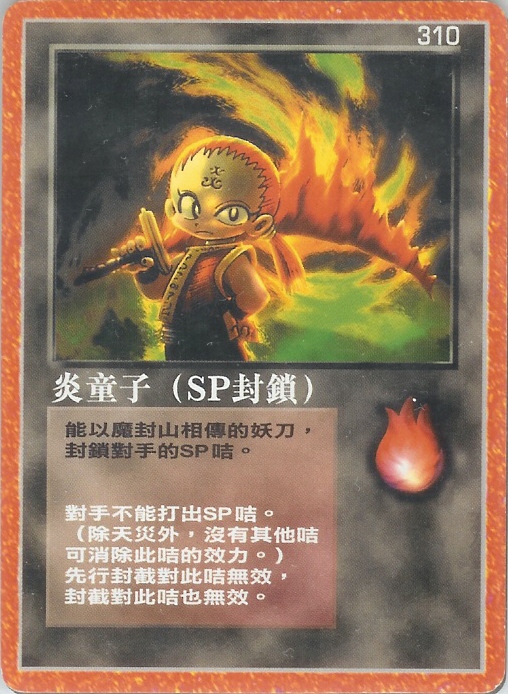 310
炎童子（SP封鎖）
能以魔封山相傳的妖刀，
封鎖對手的SP咭。
對手不能打出SP咭。
（除天災外，沒有其他咭
可消除此咭的效力。）
先行封截對此咭無效，
封截對此咭也無效。